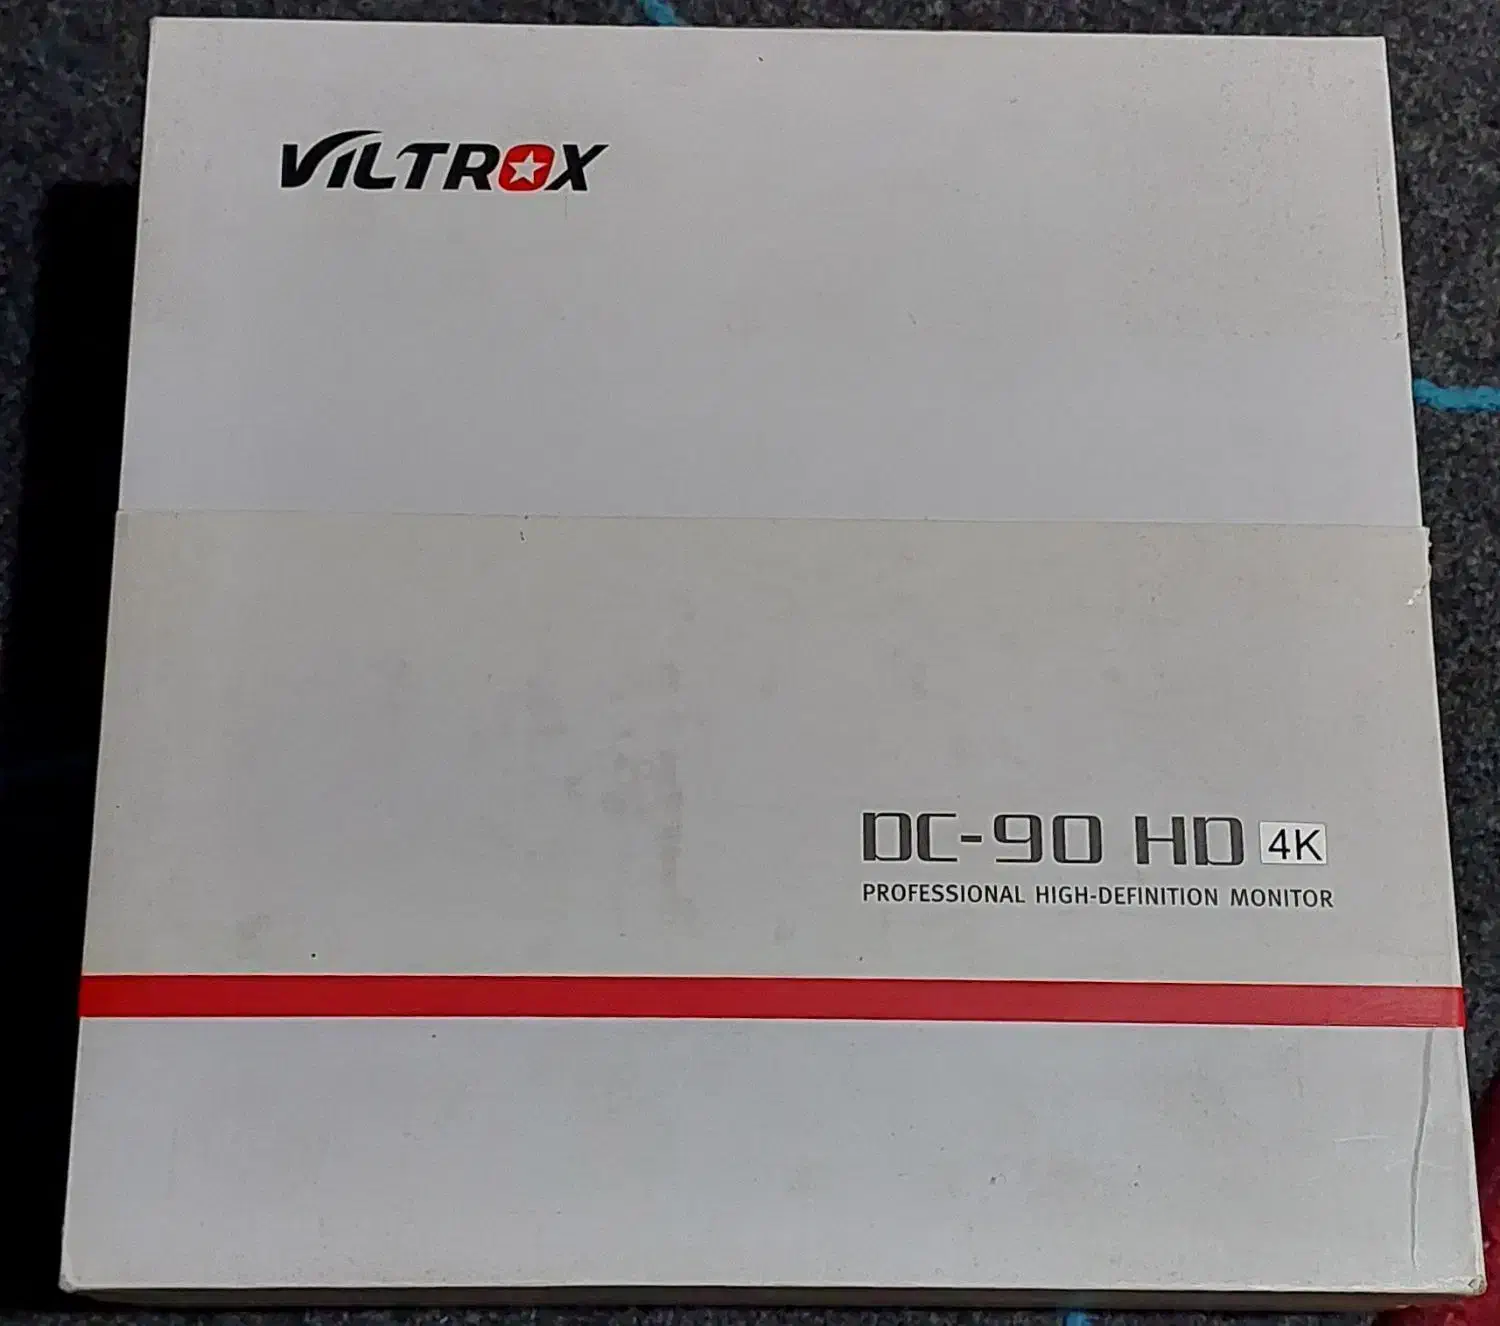 VILTROX
DC-90 HD 4K
PROFESSIONAL HIGH-DEFINITION MONITOR